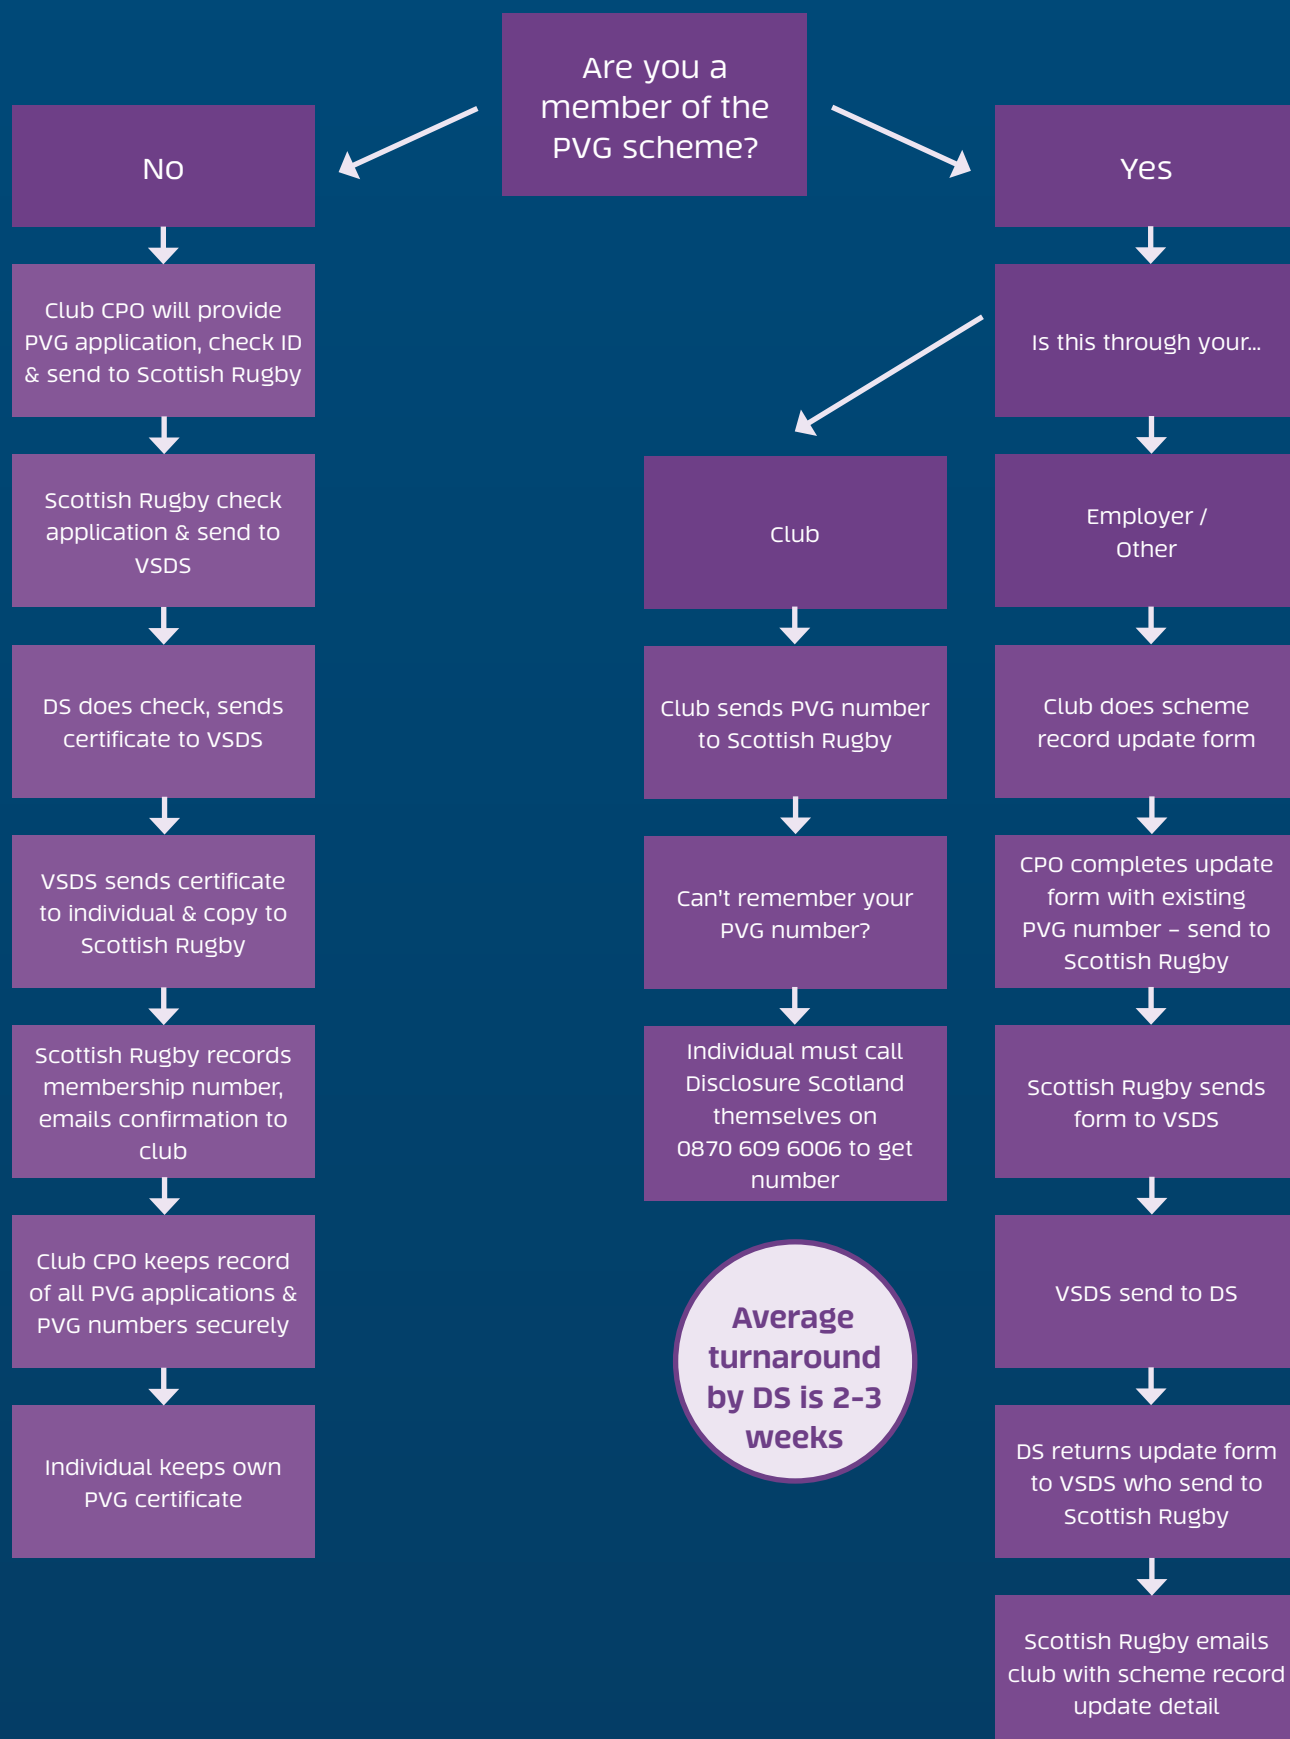 Are you a
member of the
PVG scheme?
No
Club CPO will provide
PVG application, check ID
& send to Scottish Rugby
Scottish Rugby check
application & send to
VSDS
DS does check, sends
certificate to VSDS
VSDS sends certificate
to individual & copy to
Scottish Rugby
Scottish Rugby records
membership number,
emails confirmation to
club
Club CPO keeps record
of all PVG applications &
PVG numbers securely
Individual keeps own
PVG certificate
Yes
Is this through your...
Club
Club sends PVG number
to Scottish Rugby
Can't remember your
PVG number?
Individual must call
Disclosure Scotland
themselves on
0870 609 6006 to get
number
Average
turnaround
by DS is 2-3
weeks
Employer /
Other
Club does scheme
record update form
CPO completes update
form with existing
PVG number – send to
Scottish Rugby
Scottish Rugby sends
form to VSDS
VSDS send to DS
DS returns update form
to VSDS who send to
Scottish Rugby
Scottish Rugby emails
club with scheme record
update detail